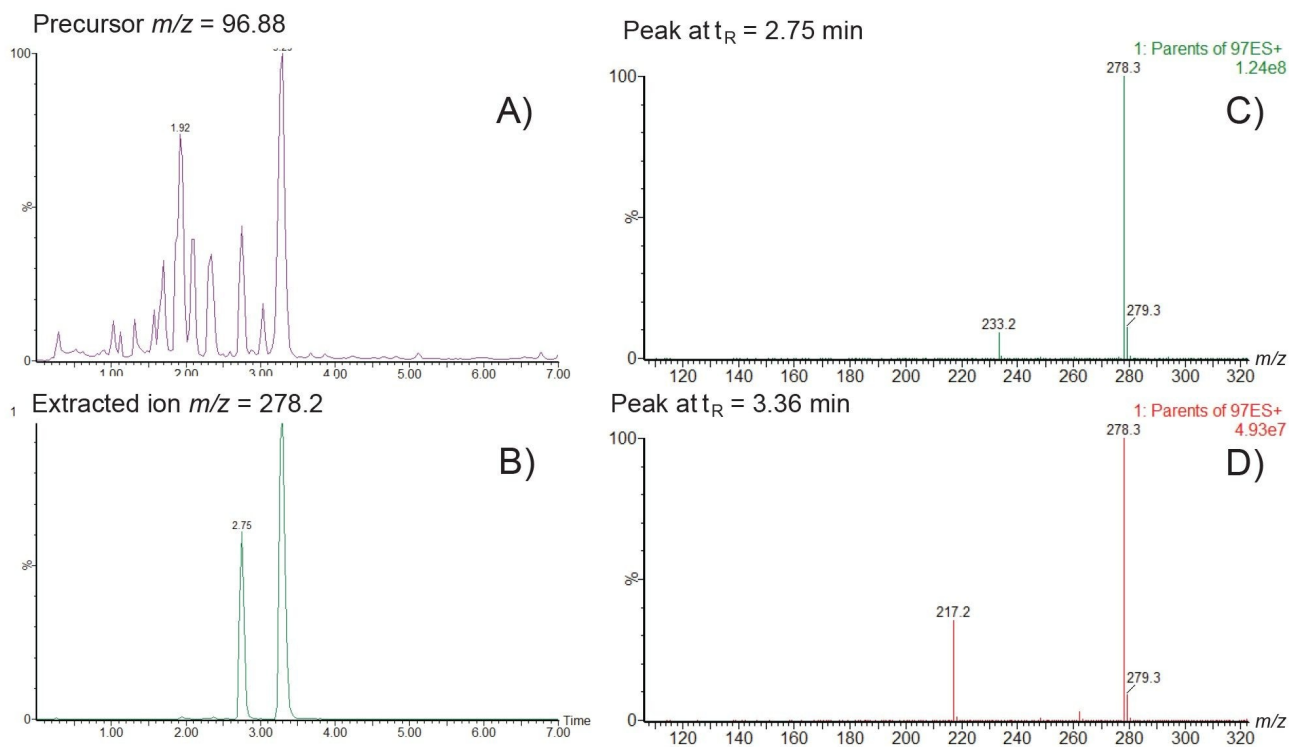 Precursor m/z = 96.88
A)
100
%
0
1.92
1.00 2.00 3.00 4.00 5.00 6.00 7.00
Extracted ion m/z = 278.2
B)
1
%
0
2.75
1.00 2.00 3.00 4.00 5.00 6.00 7.00
Time
Peak at tR = 2.75 min
1: Parents of 97ES+
1.24e8
C)
100
%
0
278.3
279.3
233.2
120 140 160 180 200 220 240 260 280 300 320 m/z
Peak at tR = 3.36 min
1: Parents of 97ES+
4.93e7
D)
100
%
0
278.3
279.3
217.2
120 140 160 180 200 220 240 260 280 300 320 m/z